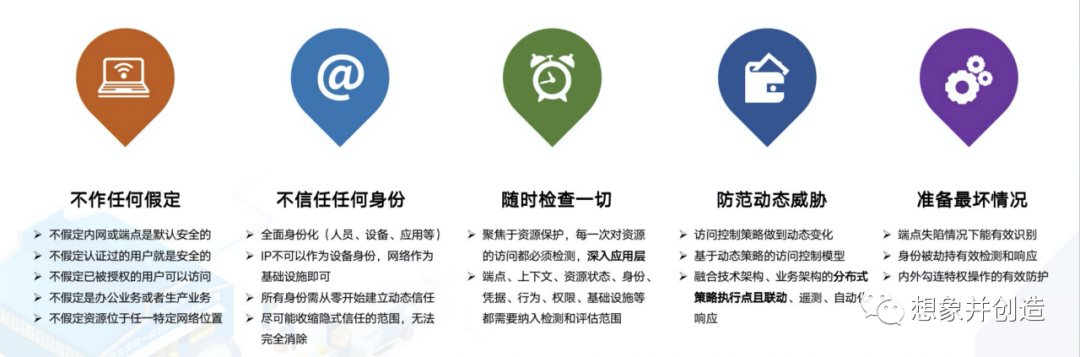 @
不作任何假定
不假定内网或端点是默认安全的
不假定认证过的用户就是安全的
不假定已被授权的用户可以访问
不假定是办公业务或者生产业务
不假定资源位于任一特定网络位置
不信任任何身份
全面身份化（人员、设备、应用等）
IP不可以作为设备身份，网络作为
基础设施即可
所有身份需从零开始建立动态信任
尽可能收缩隐式信任的范围，无法
完全消除
随时检查一切
聚焦于资源保护，每一次对资源
的访问都必须检测，深入应用层
端点、上下文、资源状态、身份、
凭据、行为、权限、基础设施等
都需要纳入检测和评估范围
防范动态威胁
访问控制策略做到动态变化
基于动态策略的访问控制模型
融合技术架构、业务架构的分布式
策略执行点且联动、遥测、自动化
响应
准备最坏情况
端点失陷情况下能有效识别
身份被劫持有效检测和响应
内外勾连特权操作的有效防护
想象并创造